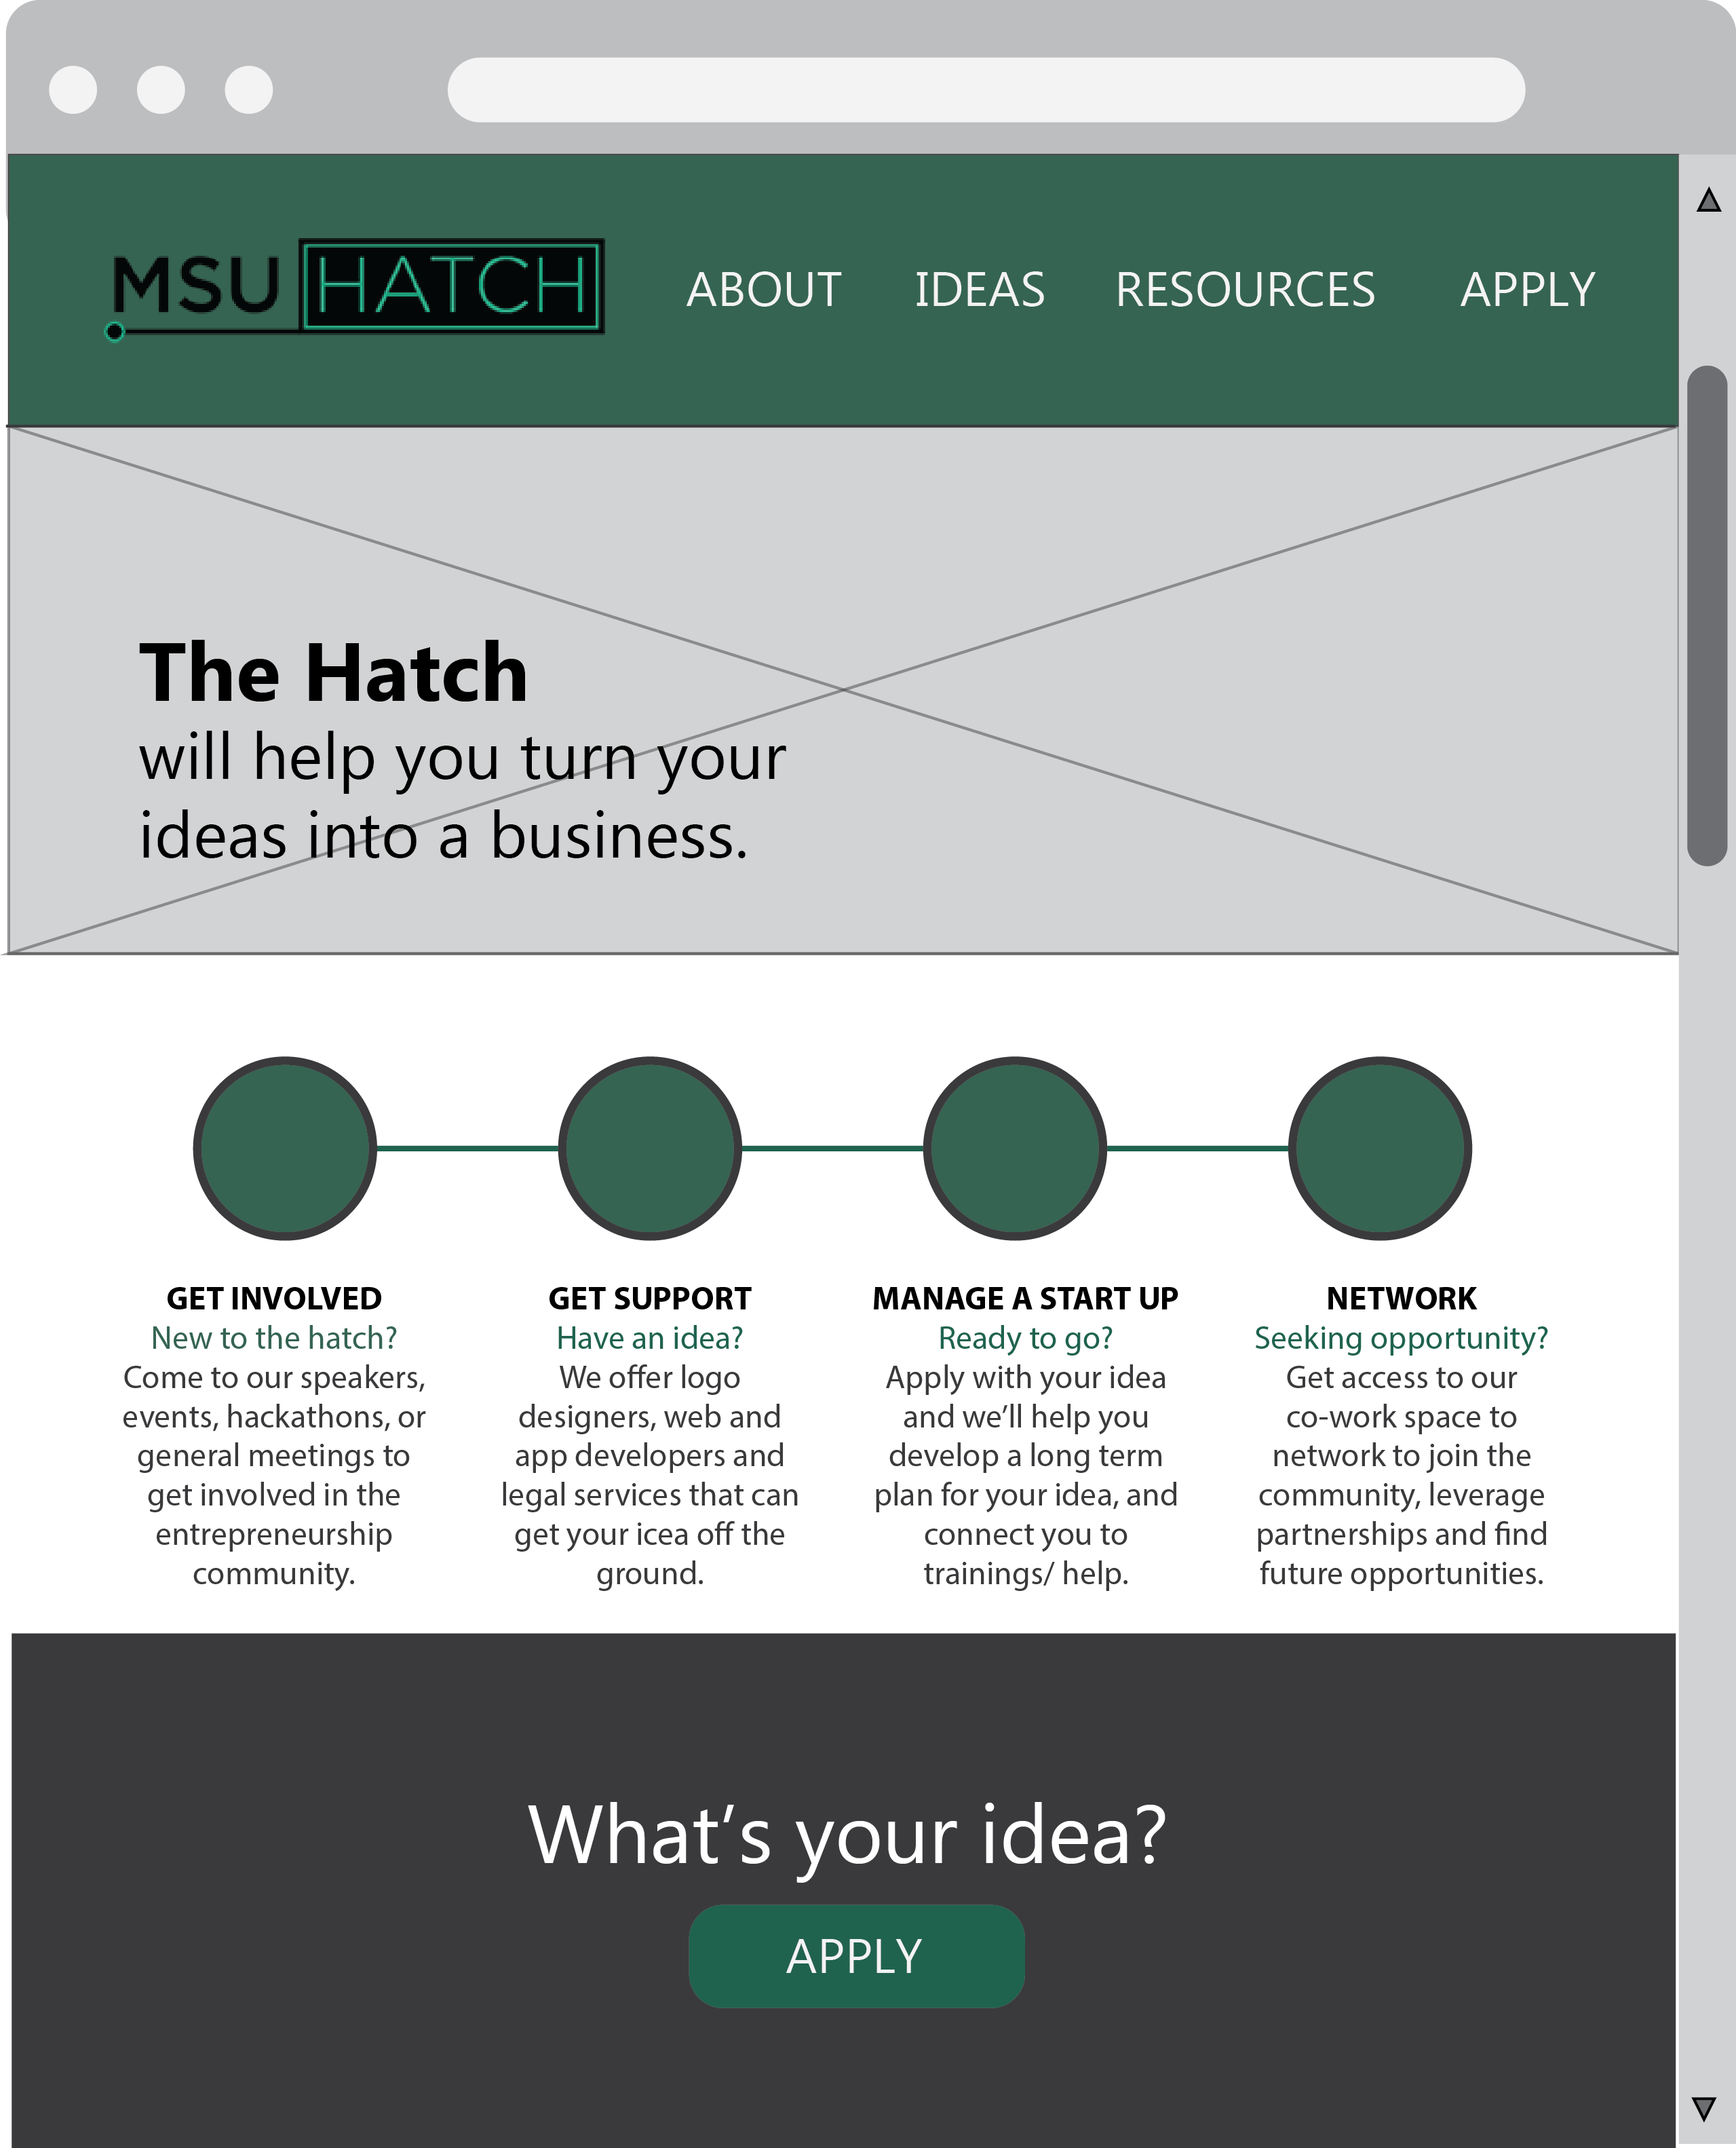 MSU HATCH
ABOUT IDEAS RESOURCES APPLY
The Hatch
will help you turn your
ideas into a business.
GET INVOLVED
New to the hatch?
Come to our speakers,
events, hackathons, or
general meetings to
get involved in the
entrepreneurship
community.
GET SUPPORT
Have an idea?
We offer logo
designers, web and
app developers and
legal services that can
get your icea off the
ground.
MANAGE A START UP
Ready to go?
Apply with your idea
and we’ll help you
develop a long term
plan for your idea, and
connect you to
trainings/ help.
NETWORK
Seeking opportunity?
Get access to our
co-work space to
network to join the
community, leverage
partnerships and find
future opportunities.
What’s your idea?
APPLY